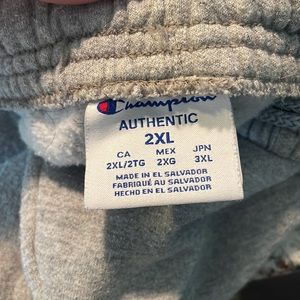 Champion
AUTHENTIC
2XL
CA MEX JPN
2XL/2TG 2XG 3XL
MADE IN EL SALVADOR
FABRIQUÉ AU SALVADOR
HECHO EN EL SALVADOR